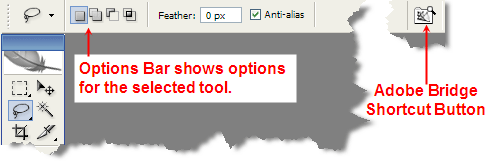 Feather: 0 px Anti-alias
Options Bar shows options
for the selected tool.
Adobe Bridge
Shortcut Button